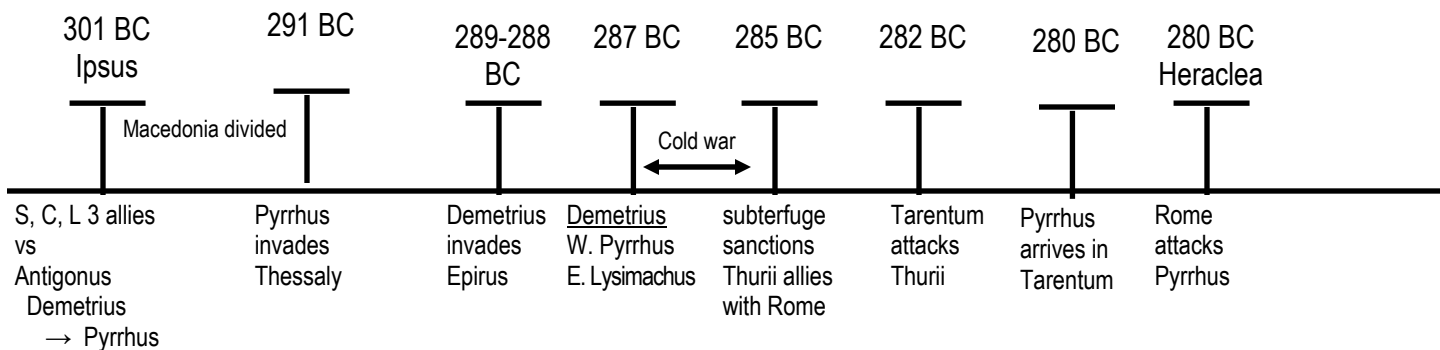 301 BC
Ipsus
291 BC
289-288
BC
287 BC
285 BC
282 BC
280 BC
280 BC
Heraclea
Macedonia divided
Cold war
S, C, L 3 allies
vs
Antigonus
Demetrius
→ Pyrrhus
Pyrrhus
invades
Thessaly
Demetrius
invades
Epirus
Demetrius
W. Pyrrhus
E. Lysimachus
subterfuge
sanctions
Thurii allies
with Rome
Tarentum
attacks
Thurii
Pyrrhus
arrives in
Tarentum
Rome
attacks
Pyrrhus